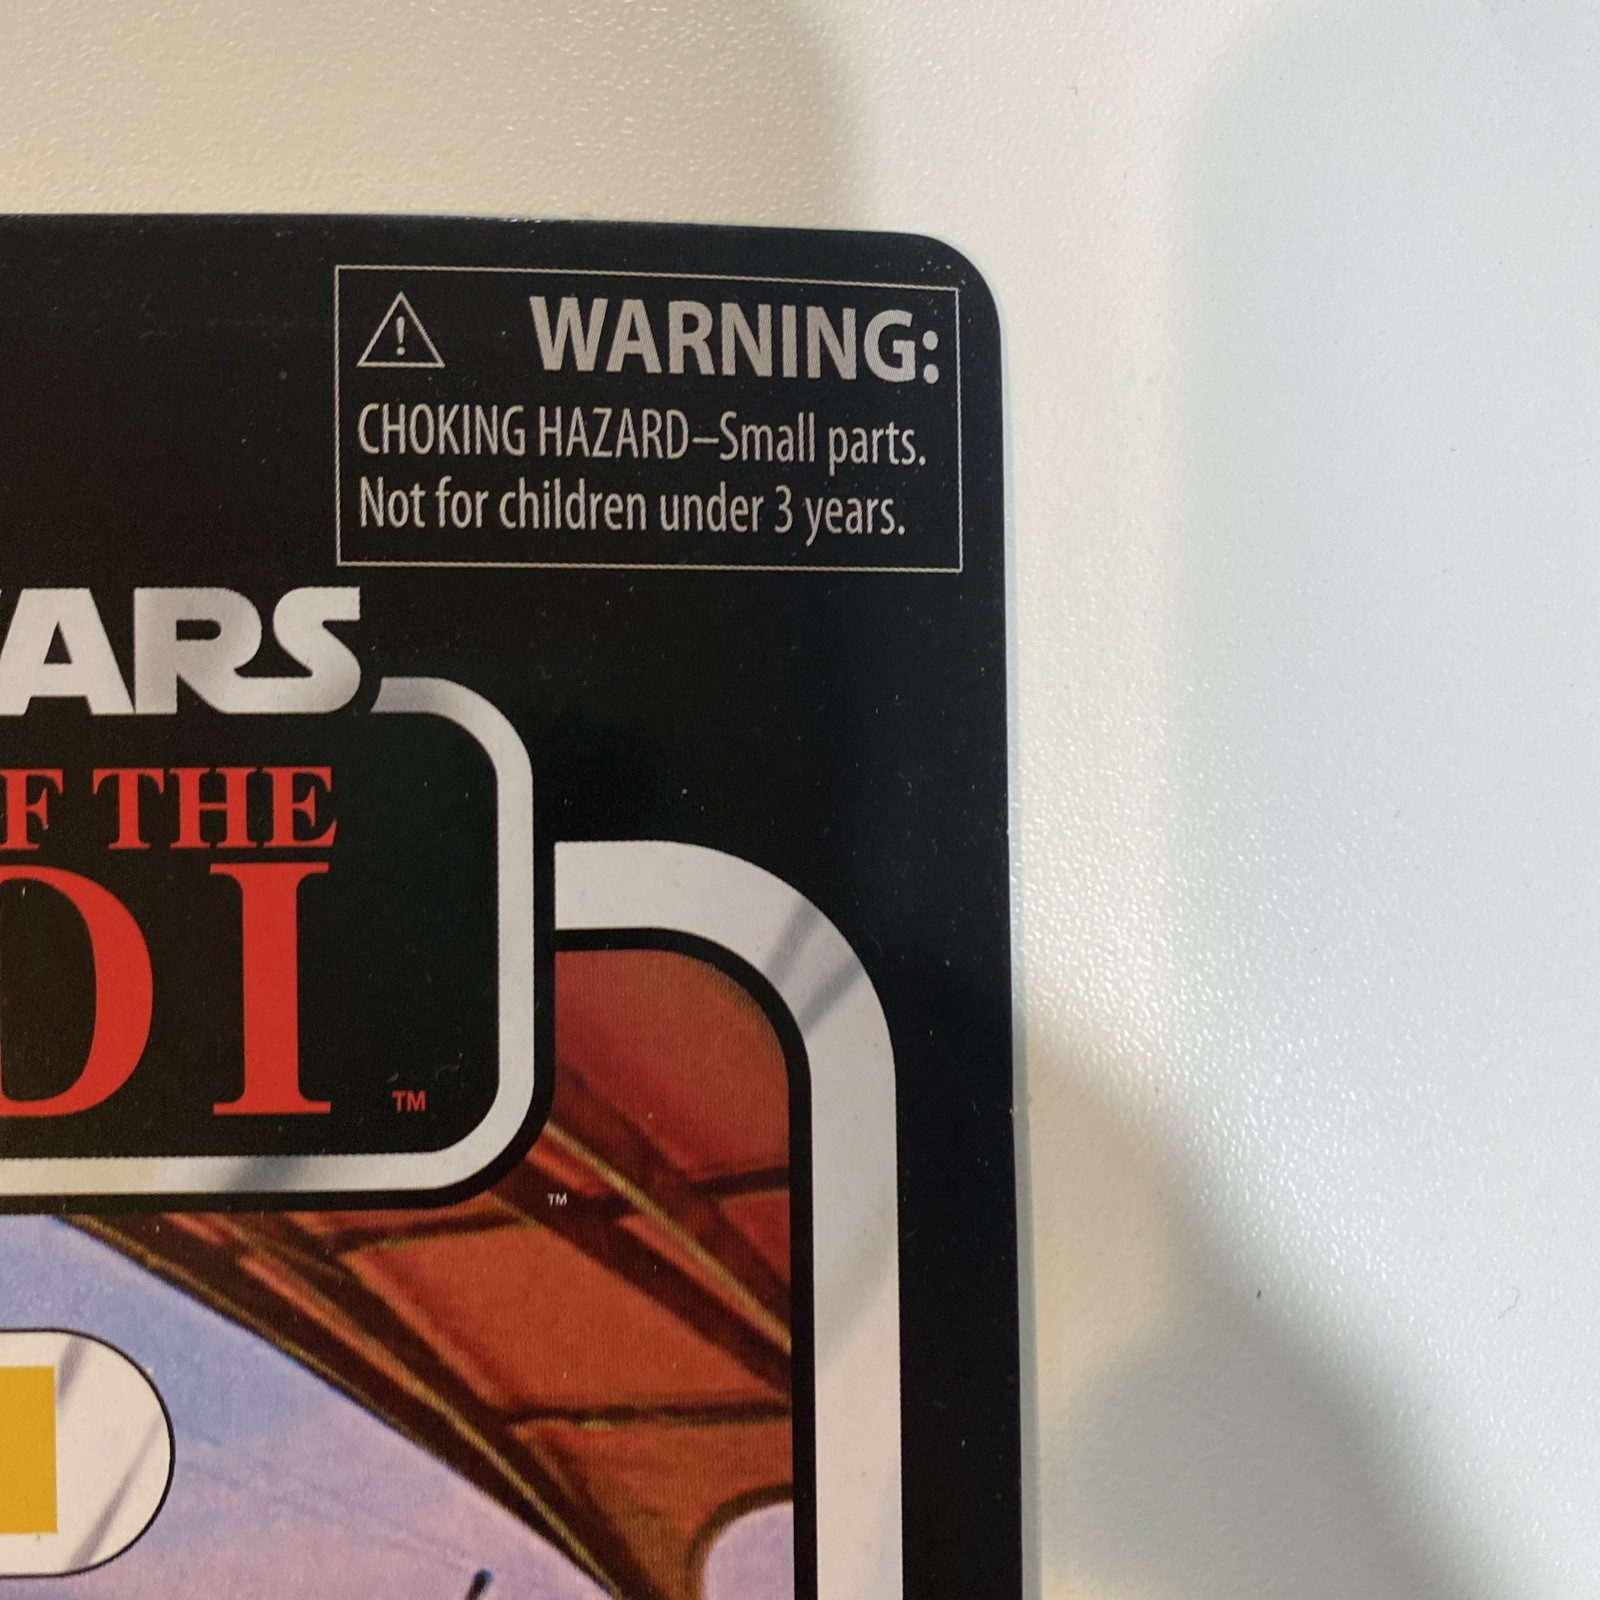 ! WARNING:
CHOKING HAZARD–Small parts.
Not for children under 3 years.
ARS
F THE
DI ™
™